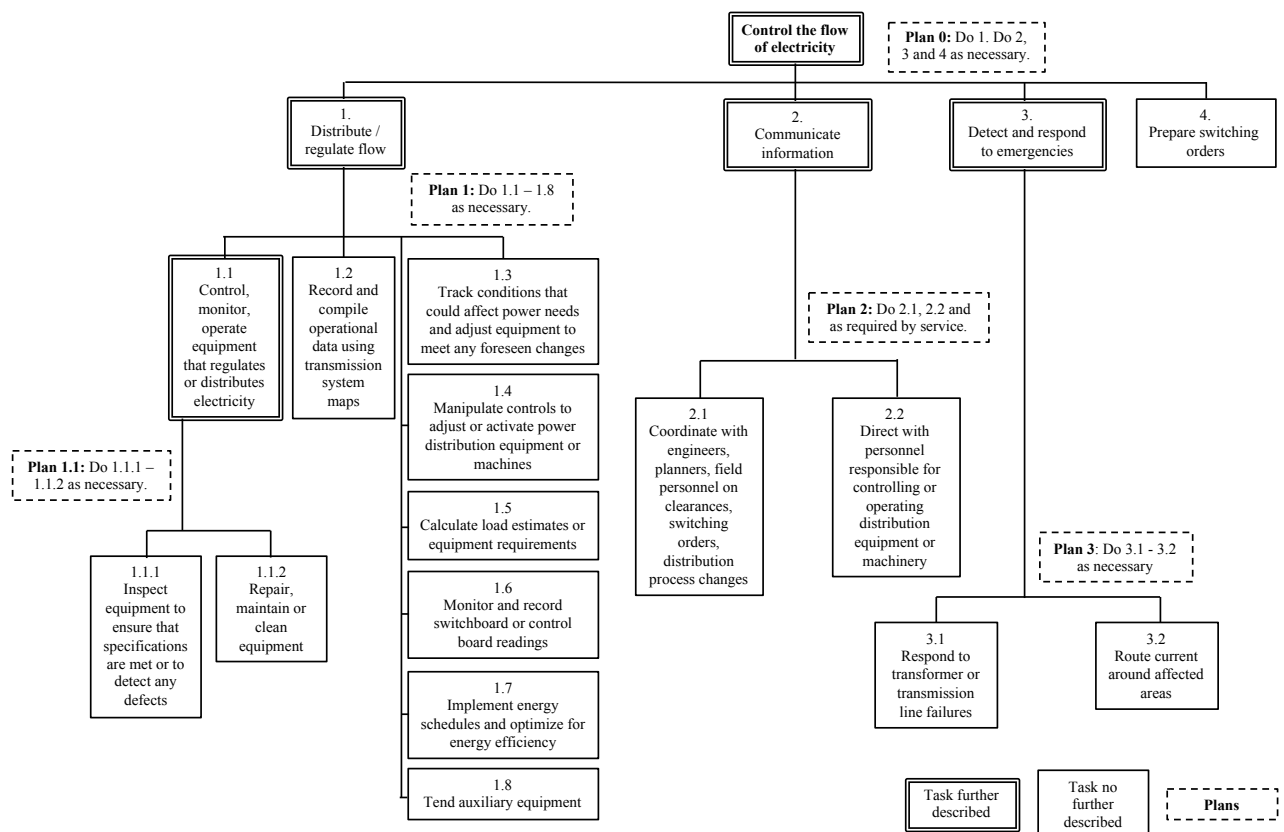 Control the flow
of electricity
Plan 0: Do 1. Do 2,
3 and 4 as necessary.
1.
Distribute /
regulate flow
2.
Communicate
information
3.
Detect and respond
to emergencies
4.
Prepare switching
orders
Plan 1: Do 1.1 – 1.8
as necessary.
1.1
Control,
monitor,
operate
equipment
that regulates
or distributes
electricity
1.2
Record and
compile
operational
data using
transmission
system
maps
1.3
Track conditions that
could affect power needs
and adjust equipment to
meet any foreseen changes
Plan 2: Do 2.1, 2.2 and
as required by service.
1.4
Manipulate controls to
adjust or activate power
distribution equipment or
machines
2.1
Coordinate with
engineers,
planners, field
personnel on
clearances,
switching
orders,
distribution
process changes
2.2
Direct with
personnel
responsible for
controlling or
operating
distribution
equipment or
machinery
Plan 1.1: Do 1.1.1 –
1.1.2 as necessary.
1.5
Calculate load estimates or
equipment requirements
Plan 3: Do 3.1 - 3.2
as necessary
1.1.1
Inspect
equipment to
ensure that
specifications
are met or to
detect any
defects
1.1.2
Repair,
maintain or
clean
equipment
1.6
Monitor and record
switchboard or control
board readings
3.1
Respond to
transformer or
transmission
line failures
3.2
Route current
around affected
areas
1.7
Implement energy
schedules and optimize for
energy efficiency
1.8
Tend auxiliary equipment
Task further
described
Task no
further
described
Plans